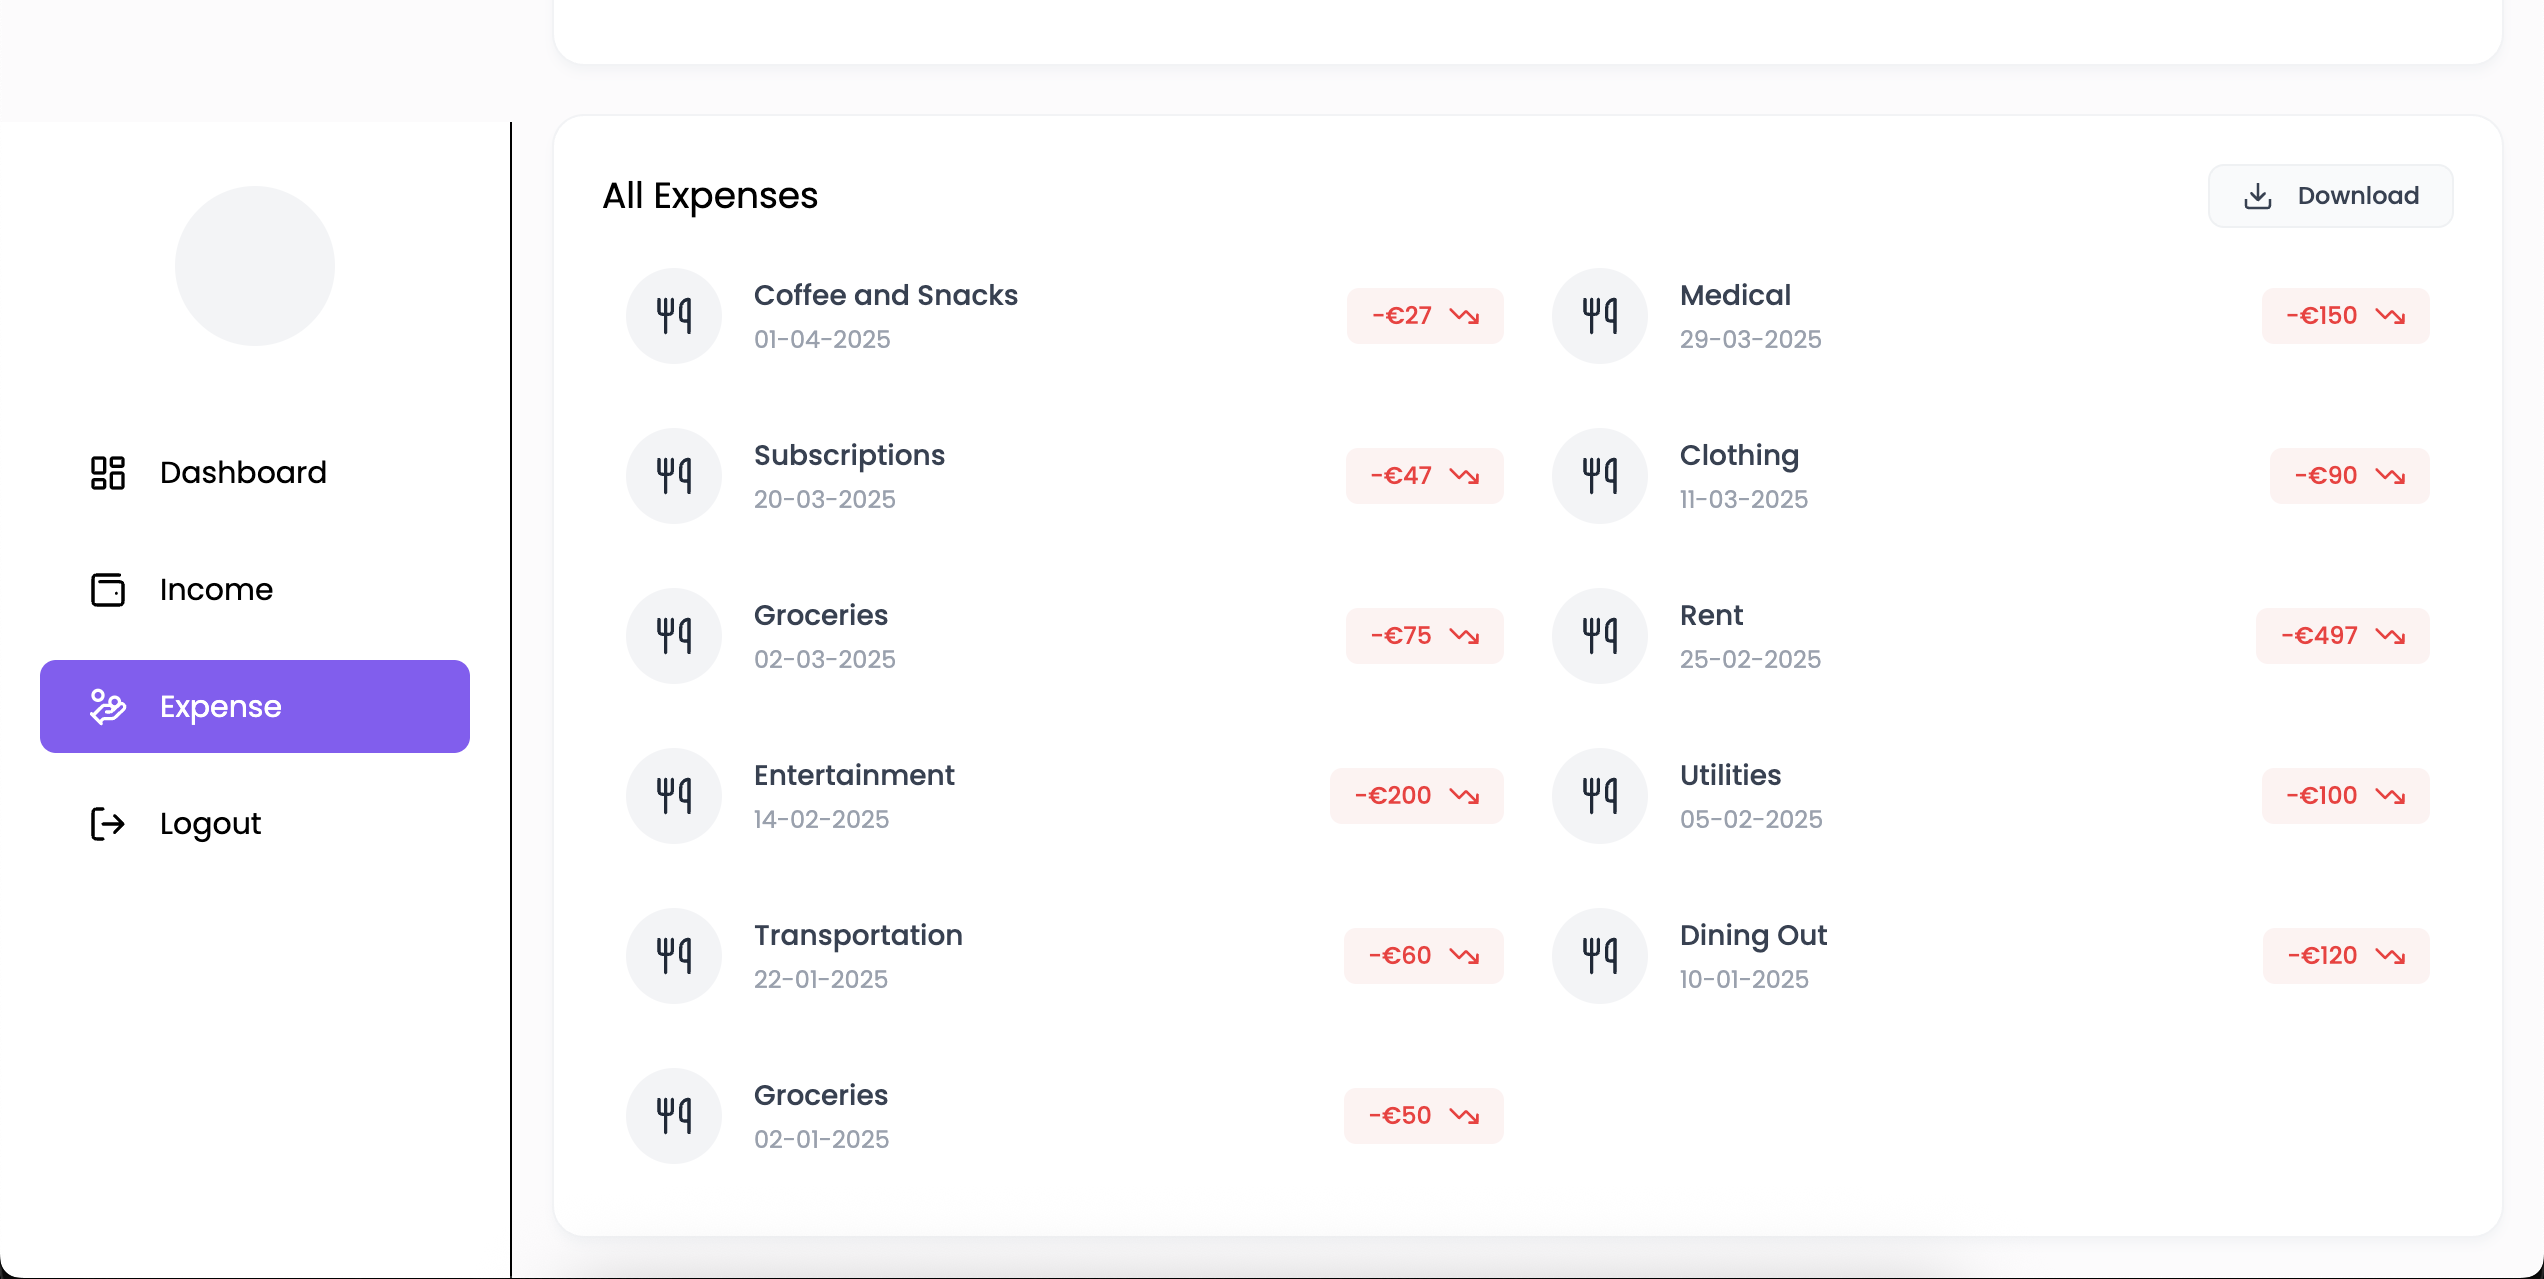 Dashboard
Income
Expense
Logout
All Expenses
Download
Coffee and Snacks
01-04-2025
-€27
Medical
29-03-2025
-€150
Subscriptions
20-03-2025
-€47
Clothing
11-03-2025
-€90
Groceries
02-03-2025
-€75
Rent
25-02-2025
-€497
Entertainment
14-02-2025
-€200
Utilities
05-02-2025
-€100
Transportation
22-01-2025
-€60
Dining Out
10-01-2025
-€120
Groceries
02-01-2025
-€50